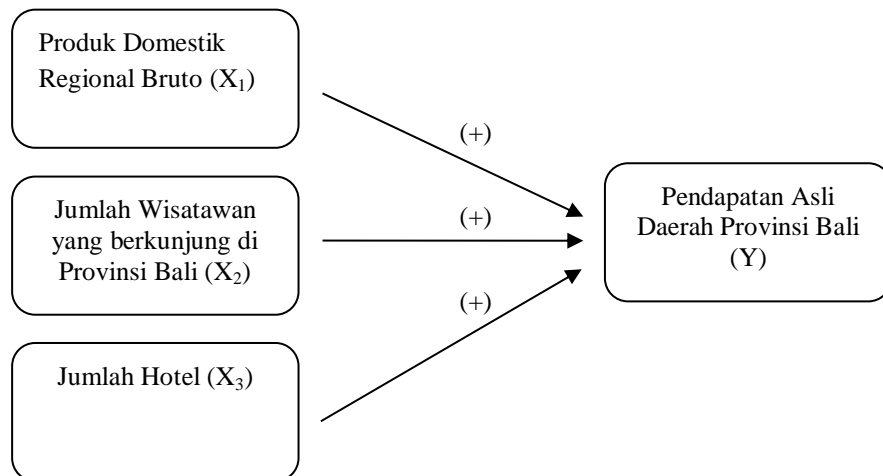 Produk Domestik
Regional Bruto (X₁)
(+)
Jumlah Wisatawan
yang berkunjung di
Provinsi Bali (X₂)
(+)
Pendapatan Asli
Daerah Provinsi Bali
(Y)
(+)
Jumlah Hotel (X₃)